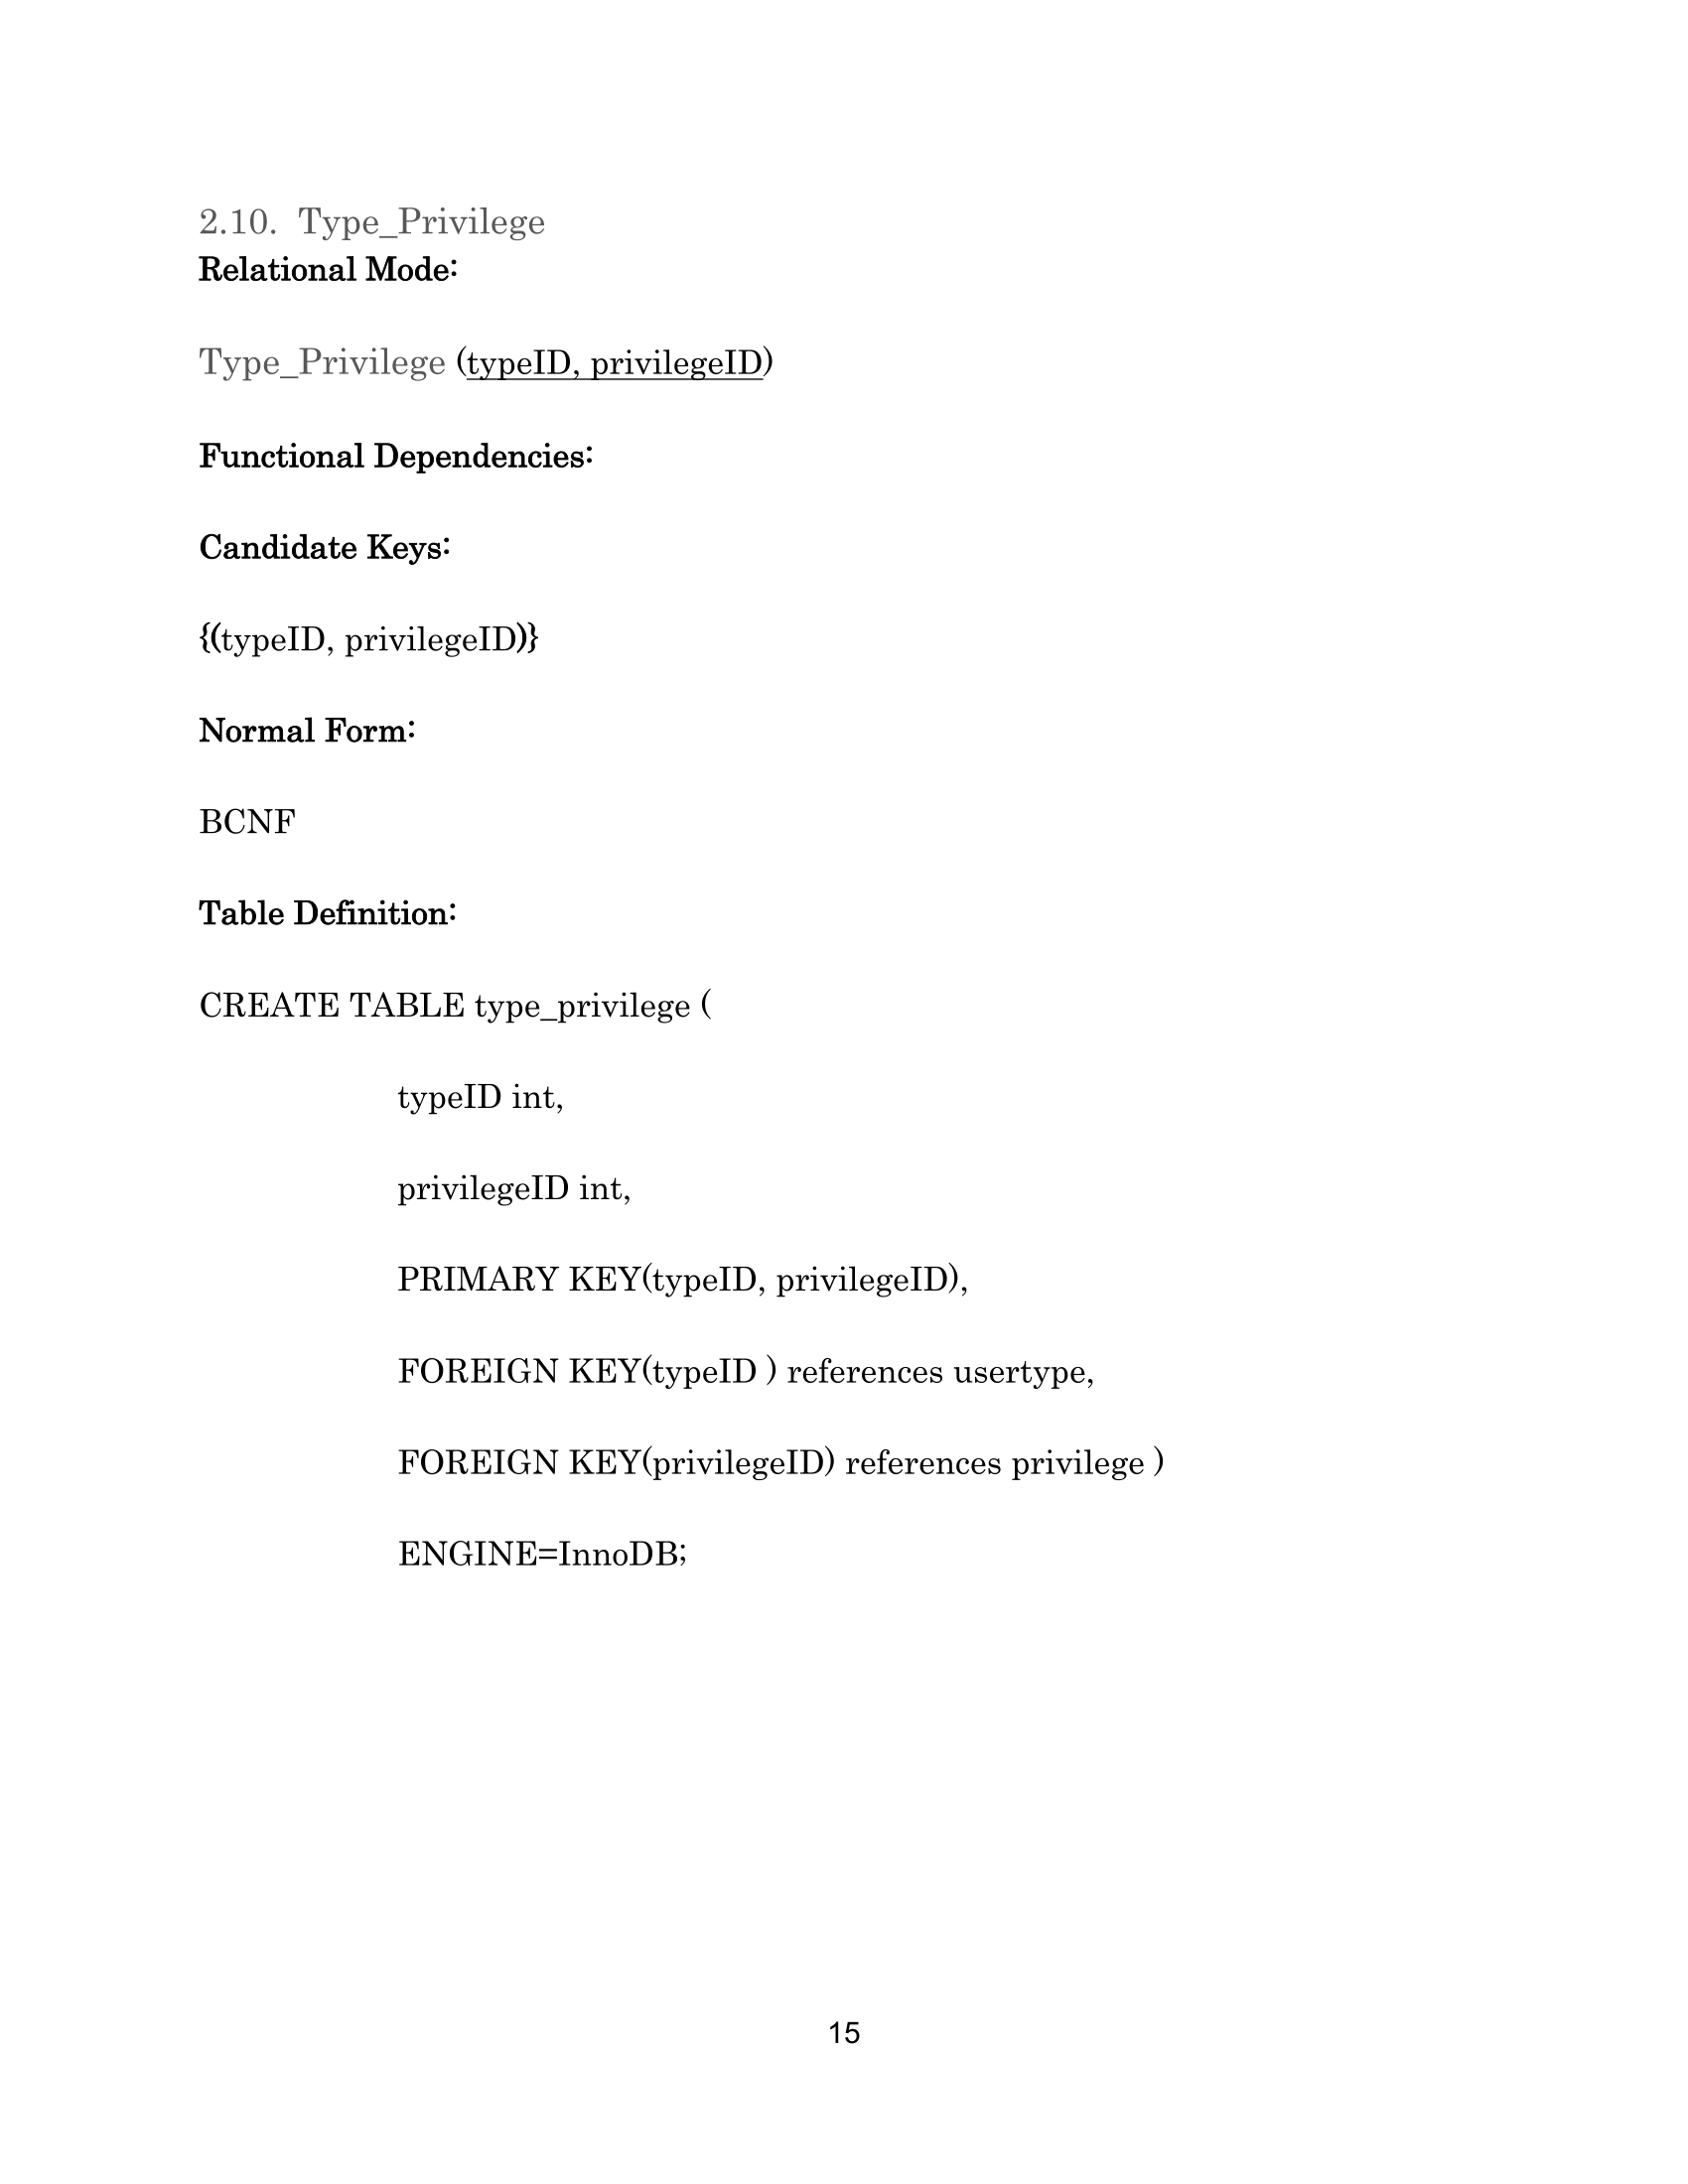 2.10. Type_Privilege
Relational Mode:
Type_Privilege (typeID, privilegeID)
Functional Dependencies:
Candidate Keys:
{(typeID, privilegeID)}
Normal Form:
BCNF
Table Definition:
CREATE TABLE type_privilege (
typeID int,
privilegeID int,
PRIMARY KEY(typeID, privilegeID),
FOREIGN KEY(typeID ) references usertype,
FOREIGN KEY(privilegeID) references privilege )
ENGINE=InnoDB;
15